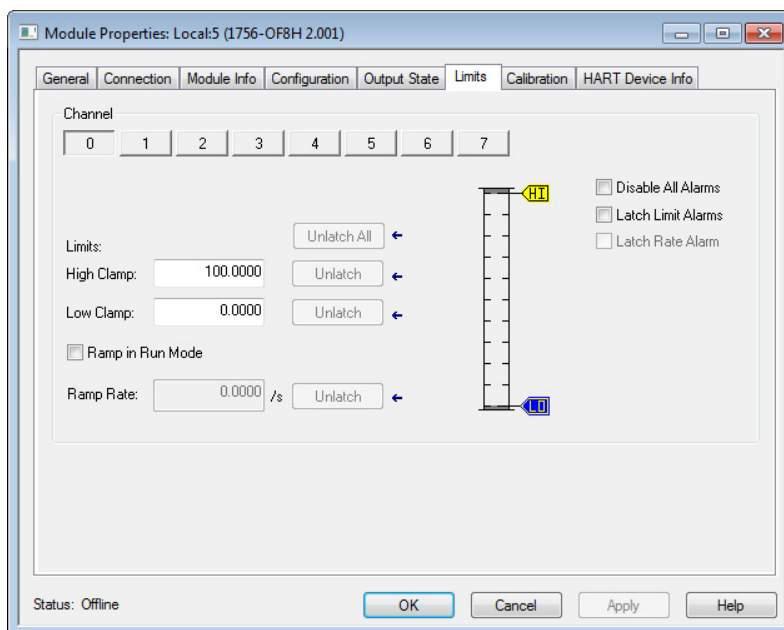 Module Properties: Local:5 (1756-OF8H 2.001)
General Connection Module Info Configuration Output State Limits Calibration HART Device Info
Channel
0 1 2 3 4 5 6 7
HI
Disable All Alarms
Latch Limit Alarms
Latch Rate Alarm
Unlatch All
Limits:
High Clamp: 100.0000 Unlatch
Low Clamp: 0.0000 Unlatch
Ramp in Run Mode
Ramp Rate: 0.0000 /s Unlatch
LO
Status: Offline OK Cancel Apply Help